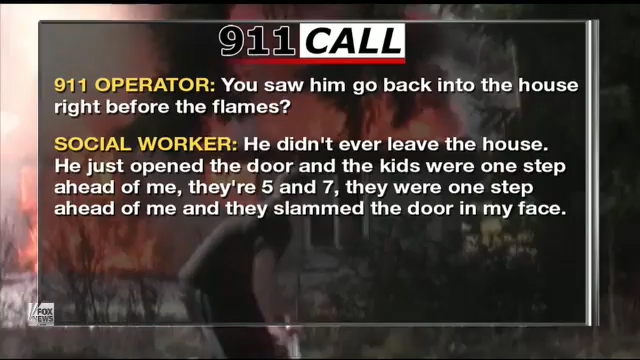 911 CALL
911 OPERATOR: You saw him go back into the house
right before the flames?
SOCIAL WORKER: He didn't ever leave the house.
He just opened the door and the kids were one step
ahead of me, they're 5 and 7, they were one step
ahead of me and they slammed the door in my face.
FOX
NEWS